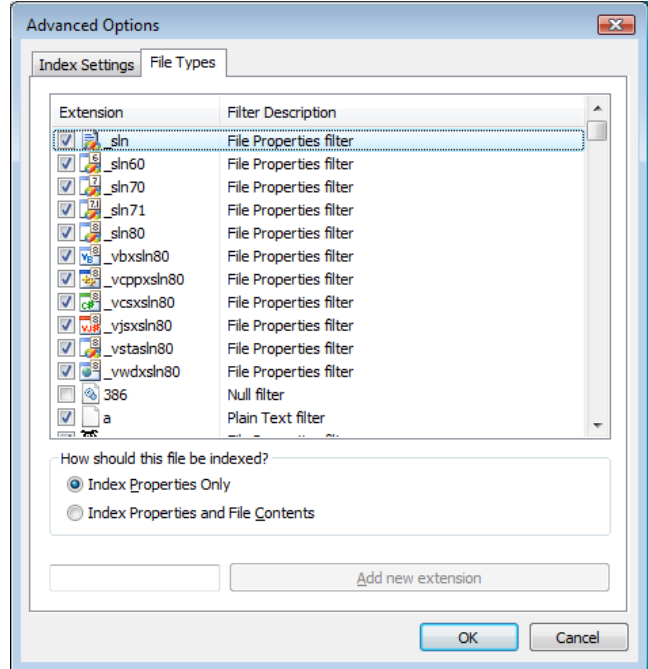 Advanced Options
Index Settings File Types
Extension Filter Description
_sln File Properties filter
_sln60 File Properties filter
_sln70 File Properties filter
_sln71 File Properties filter
_sln80 File Properties filter
_vbxsln80 File Properties filter
_vcppxsln80 File Properties filter
_vcsxsln80 File Properties filter
_vjsxsln80 File Properties filter
_vstasln80 File Properties filter
_vwdxsln80 File Properties filter
386 Null filter
a Plain Text filter
How should this file be indexed?
Index Properties Only
Index Properties and File Contents
Add new extension
OK Cancel